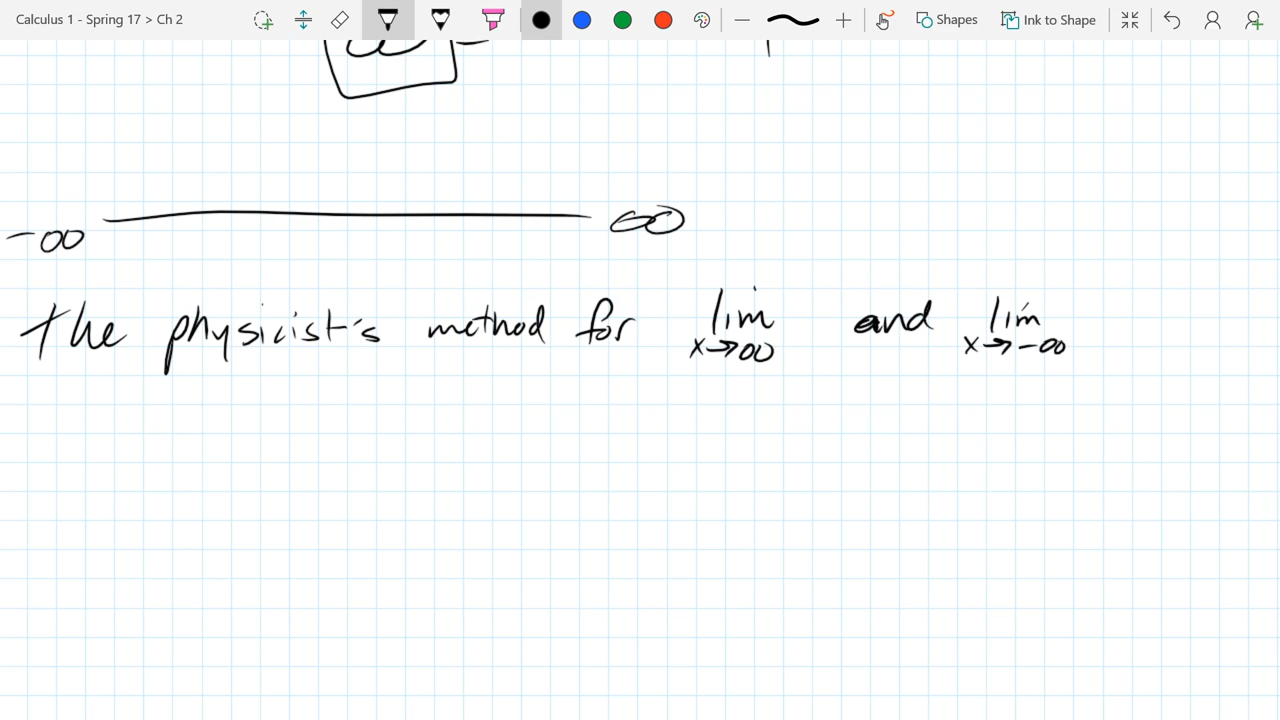 Calculus 1 - Spring 17 > Ch 2 Shapes Ink to Shape
-∞ ∞
The physicist's method for lim x→∞ and lim x→-∞